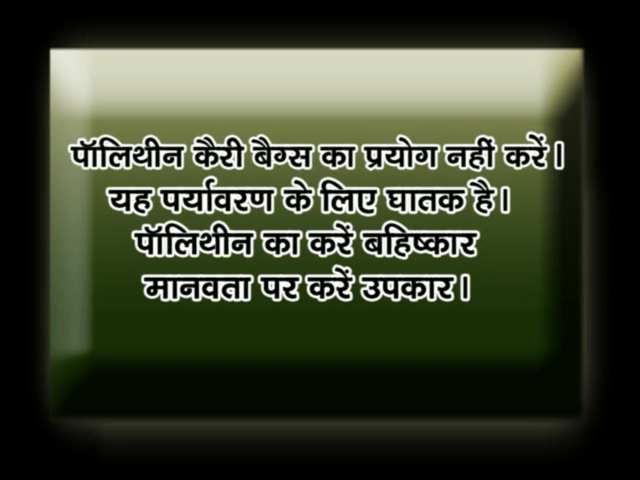 पॉलिथीन कैरी बैग्स का प्रयोग नहीं करें।
यह पर्यावरण के लिए घातक है।
पॉलिथीन का करें बहिष्कार
मानवता पर करें उपकार।